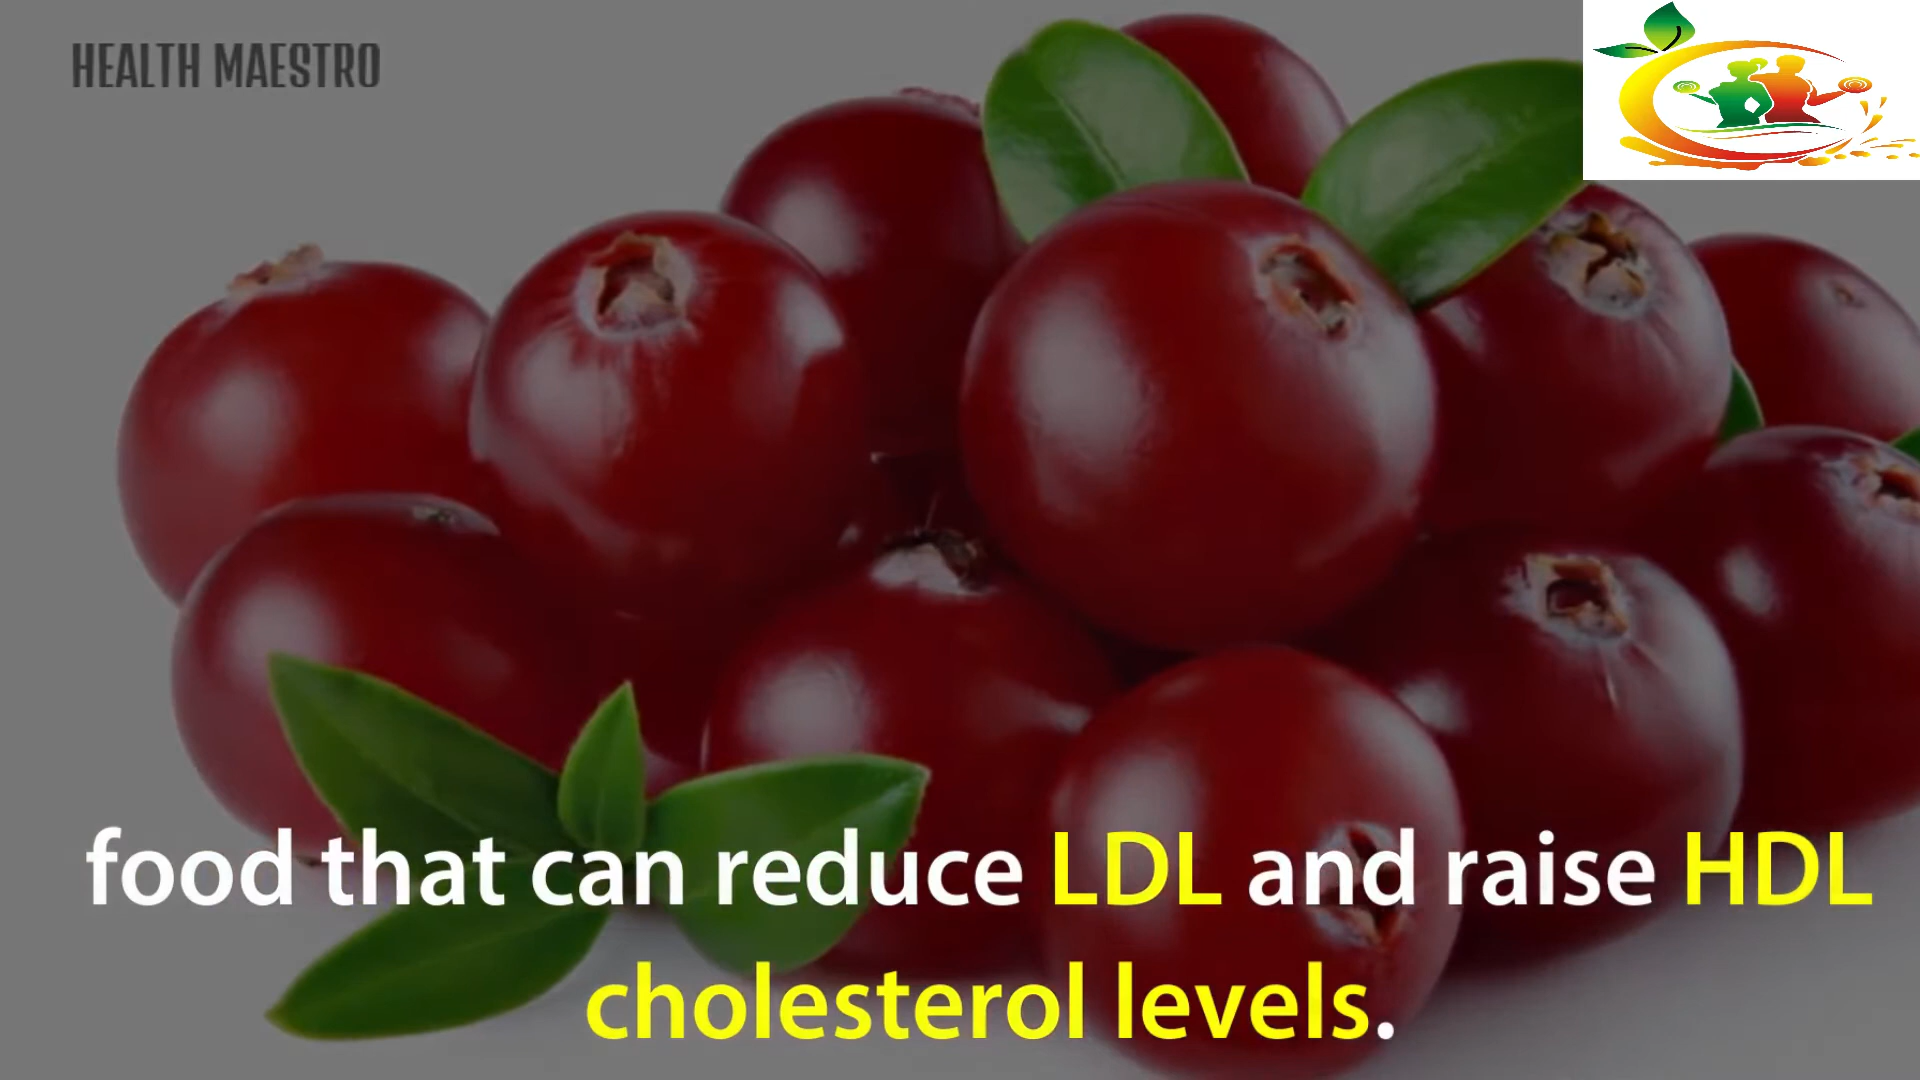 HEALTH MAESTRO
food that can reduce LDL and raise HDL
cholesterol levels.